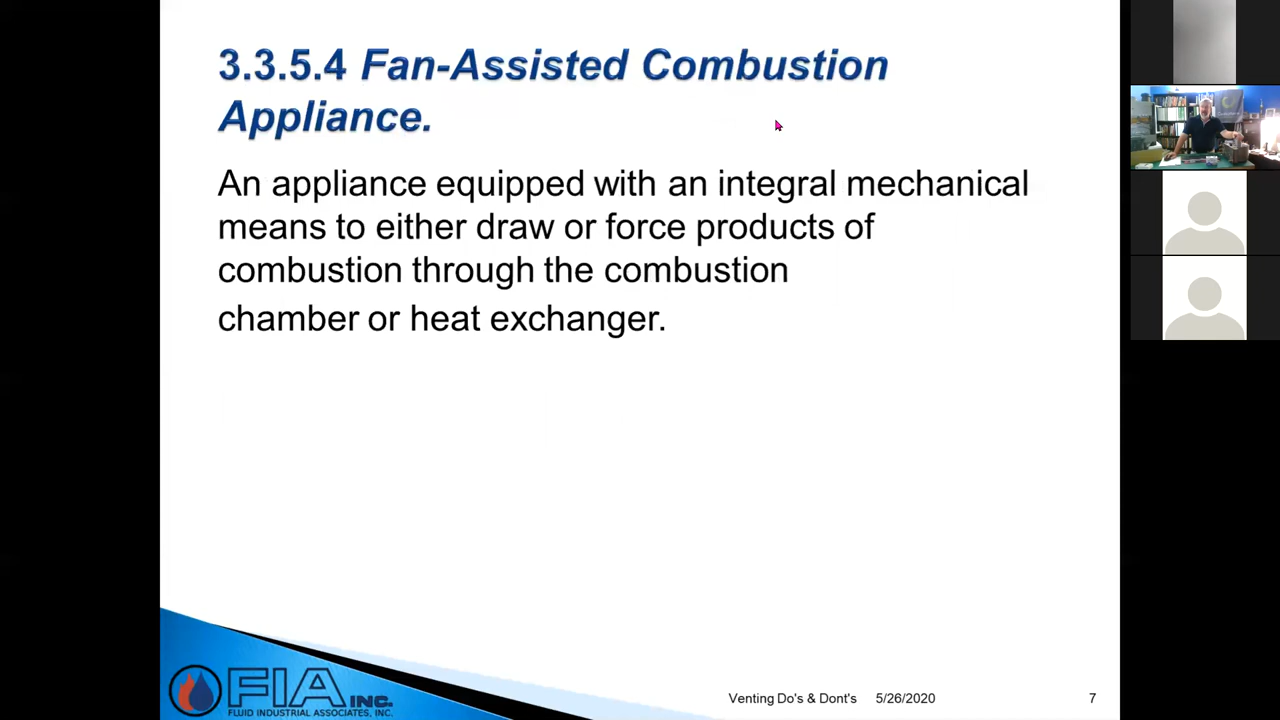 3.3.5.4 Fan-Assisted Combustion
Appliance.
An appliance equipped with an integral mechanical
means to either draw or force products of
combustion through the combustion
chamber or heat exchanger.
FIA INC.
FLUID INDUSTRIAL ASSOCIATES, INC.
Venting Do's & Dont's 5/26/2020 7